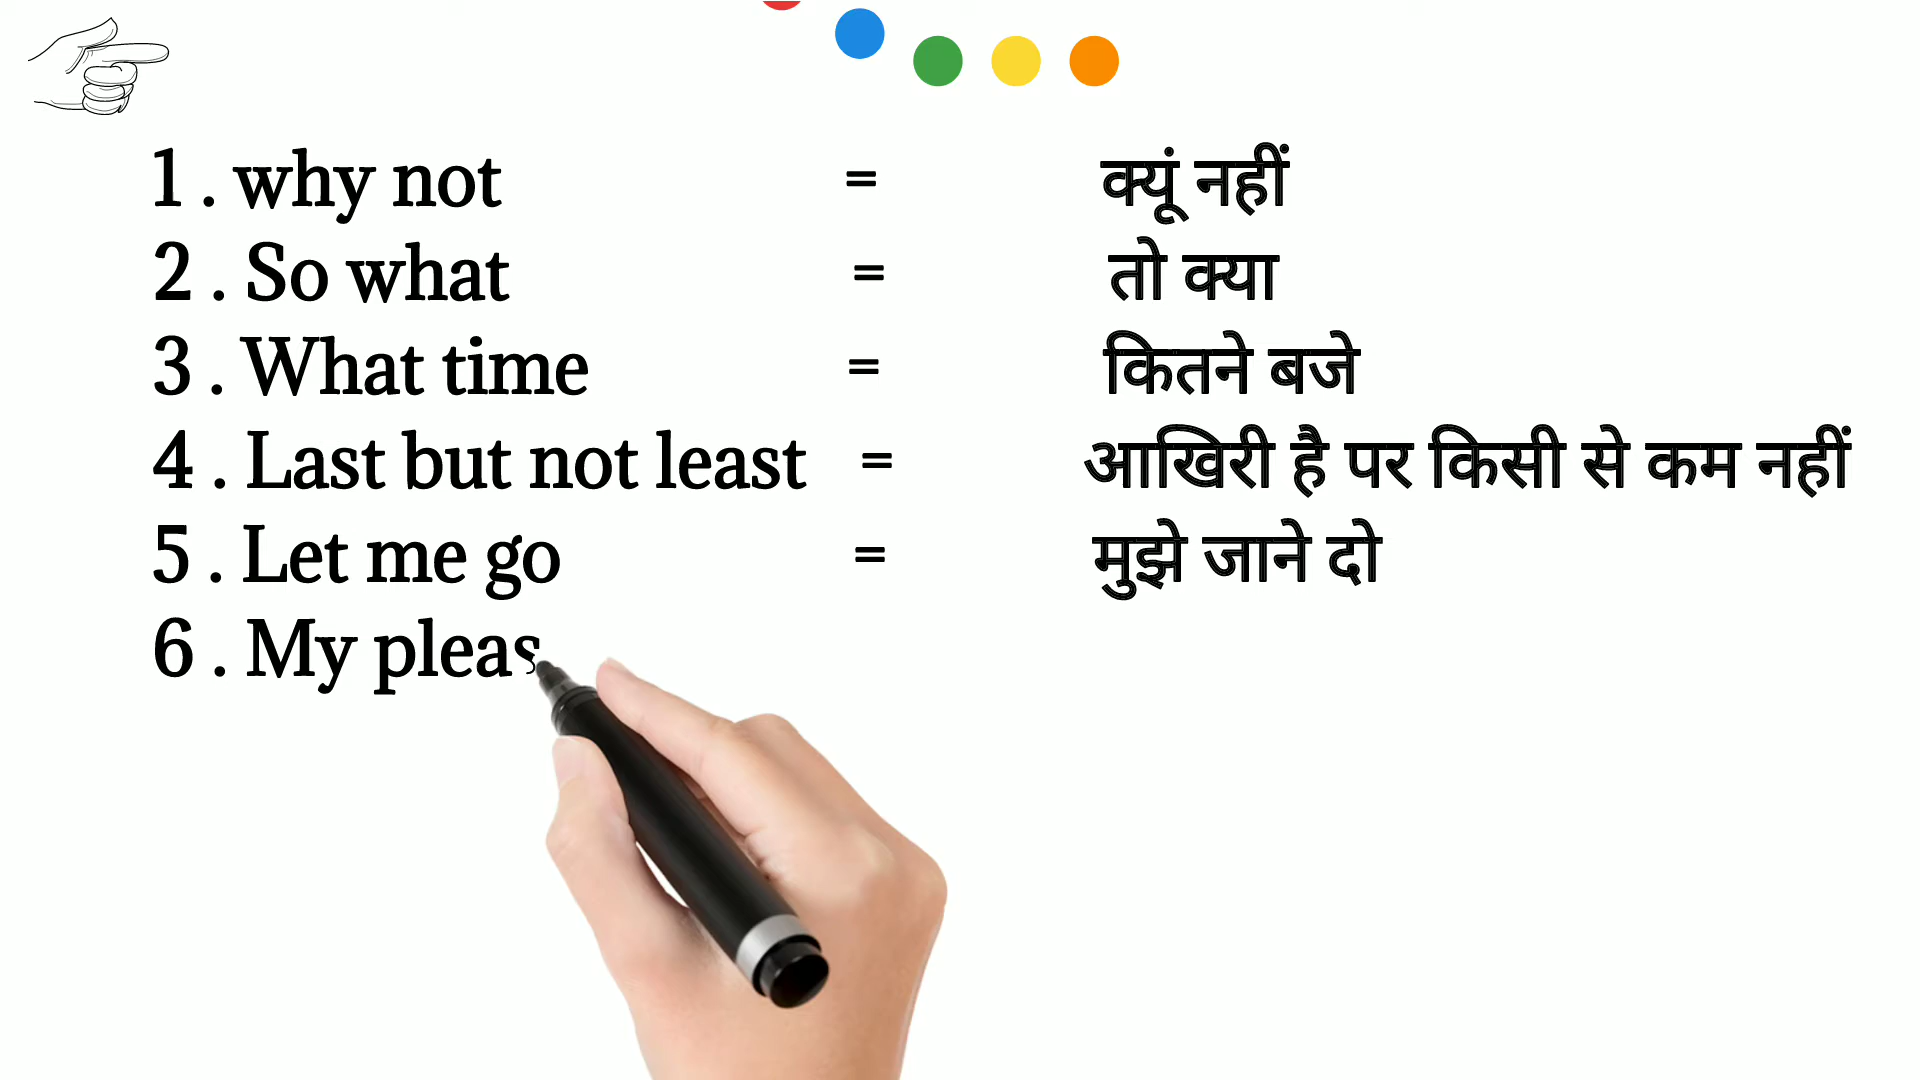 1 . why not = क्यूं नहीं
2 . So what = तो क्या
3 . What time = कितने बजे
4 . Last but not least = आखिरी है पर किसी से कम नहीं
5 . Let me go = मुझे जाने दो
6 . My pleas